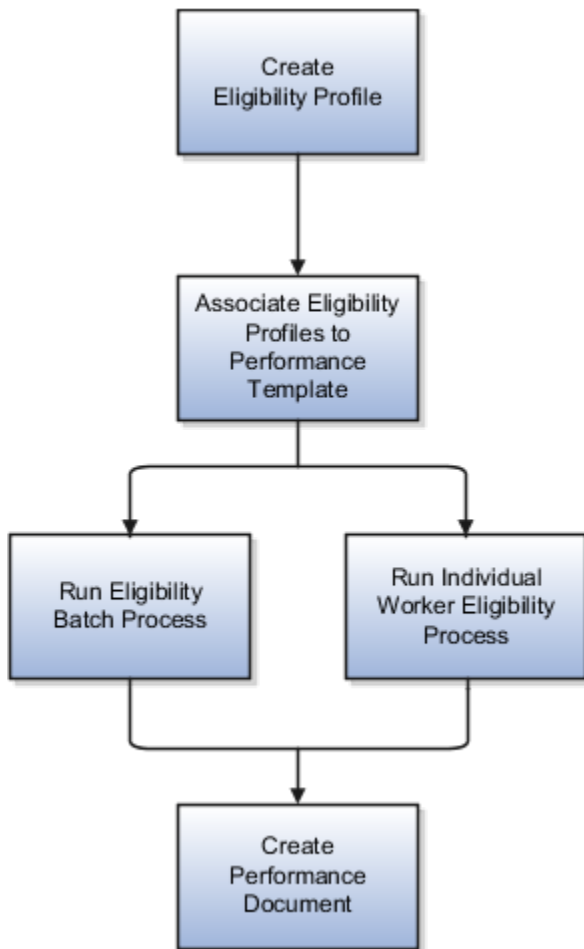 Create
Eligibility Profile
Associate Eligibility
Profiles to
Performance
Template
Run Eligibility
Batch Process
Run Individual
Worker Eligibility
Process
Create
Performance
Document